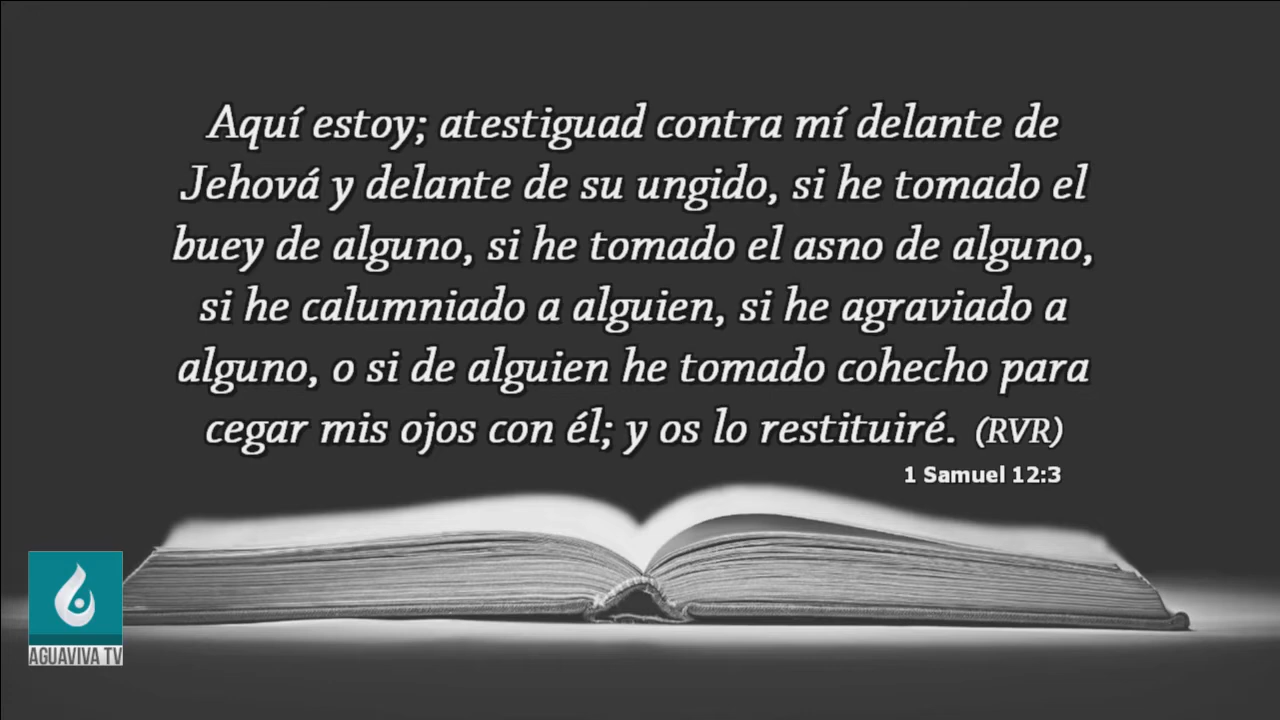 Aquí estoy; atestiguad contra mí delante de
Jehová y delante de su ungido, si he tomado el
buey de alguno, si he tomado el asno de alguno,
si he calumniado a alguien, si he agraviado a
alguno, o si de alguien he tomado cohecho para
cegar mis ojos con él; y os lo restituiré. (RVR)
1 Samuel 12:3
AGUAVIVA TV